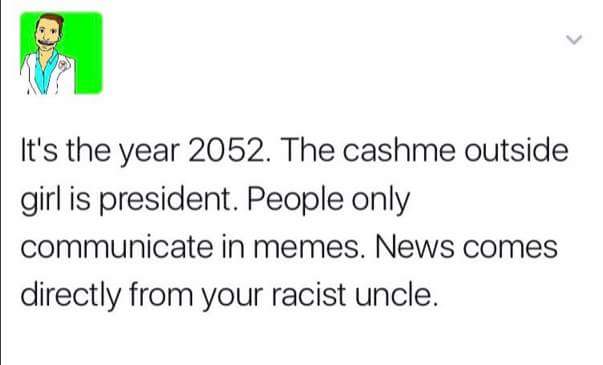 It's the year 2052. The cashme outside
girl is president. People only
communicate in memes. News comes
directly from your racist uncle.